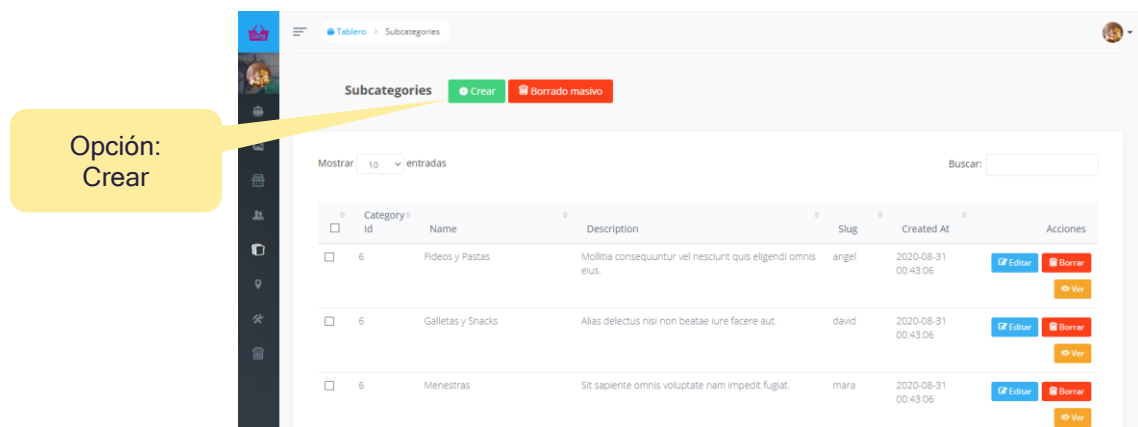 Tablero > Subcategories
Subcategories Crear Borrado masivo
Opción:
Crear
Mostrar 10 entradas Buscar:
Category Id Name Description Slug Created At Acciones
6 Fideos y Pastas Mollitia consequuntur vel nesciunt quis eligendi omnis angel 2020-08-31 Editar Borrar
eius. 00:43:06 Ver
6 Galletas y Snacks Alias delectus nisi non beatae iure facere aut. david 2020-08-31 Editar Borrar
00:43:06 Ver
6 Menestras Sit sapiente omnis voluptate nam impedit fugiat. mara 2020-08-31 Editar Borrar
00:43:06 Ver